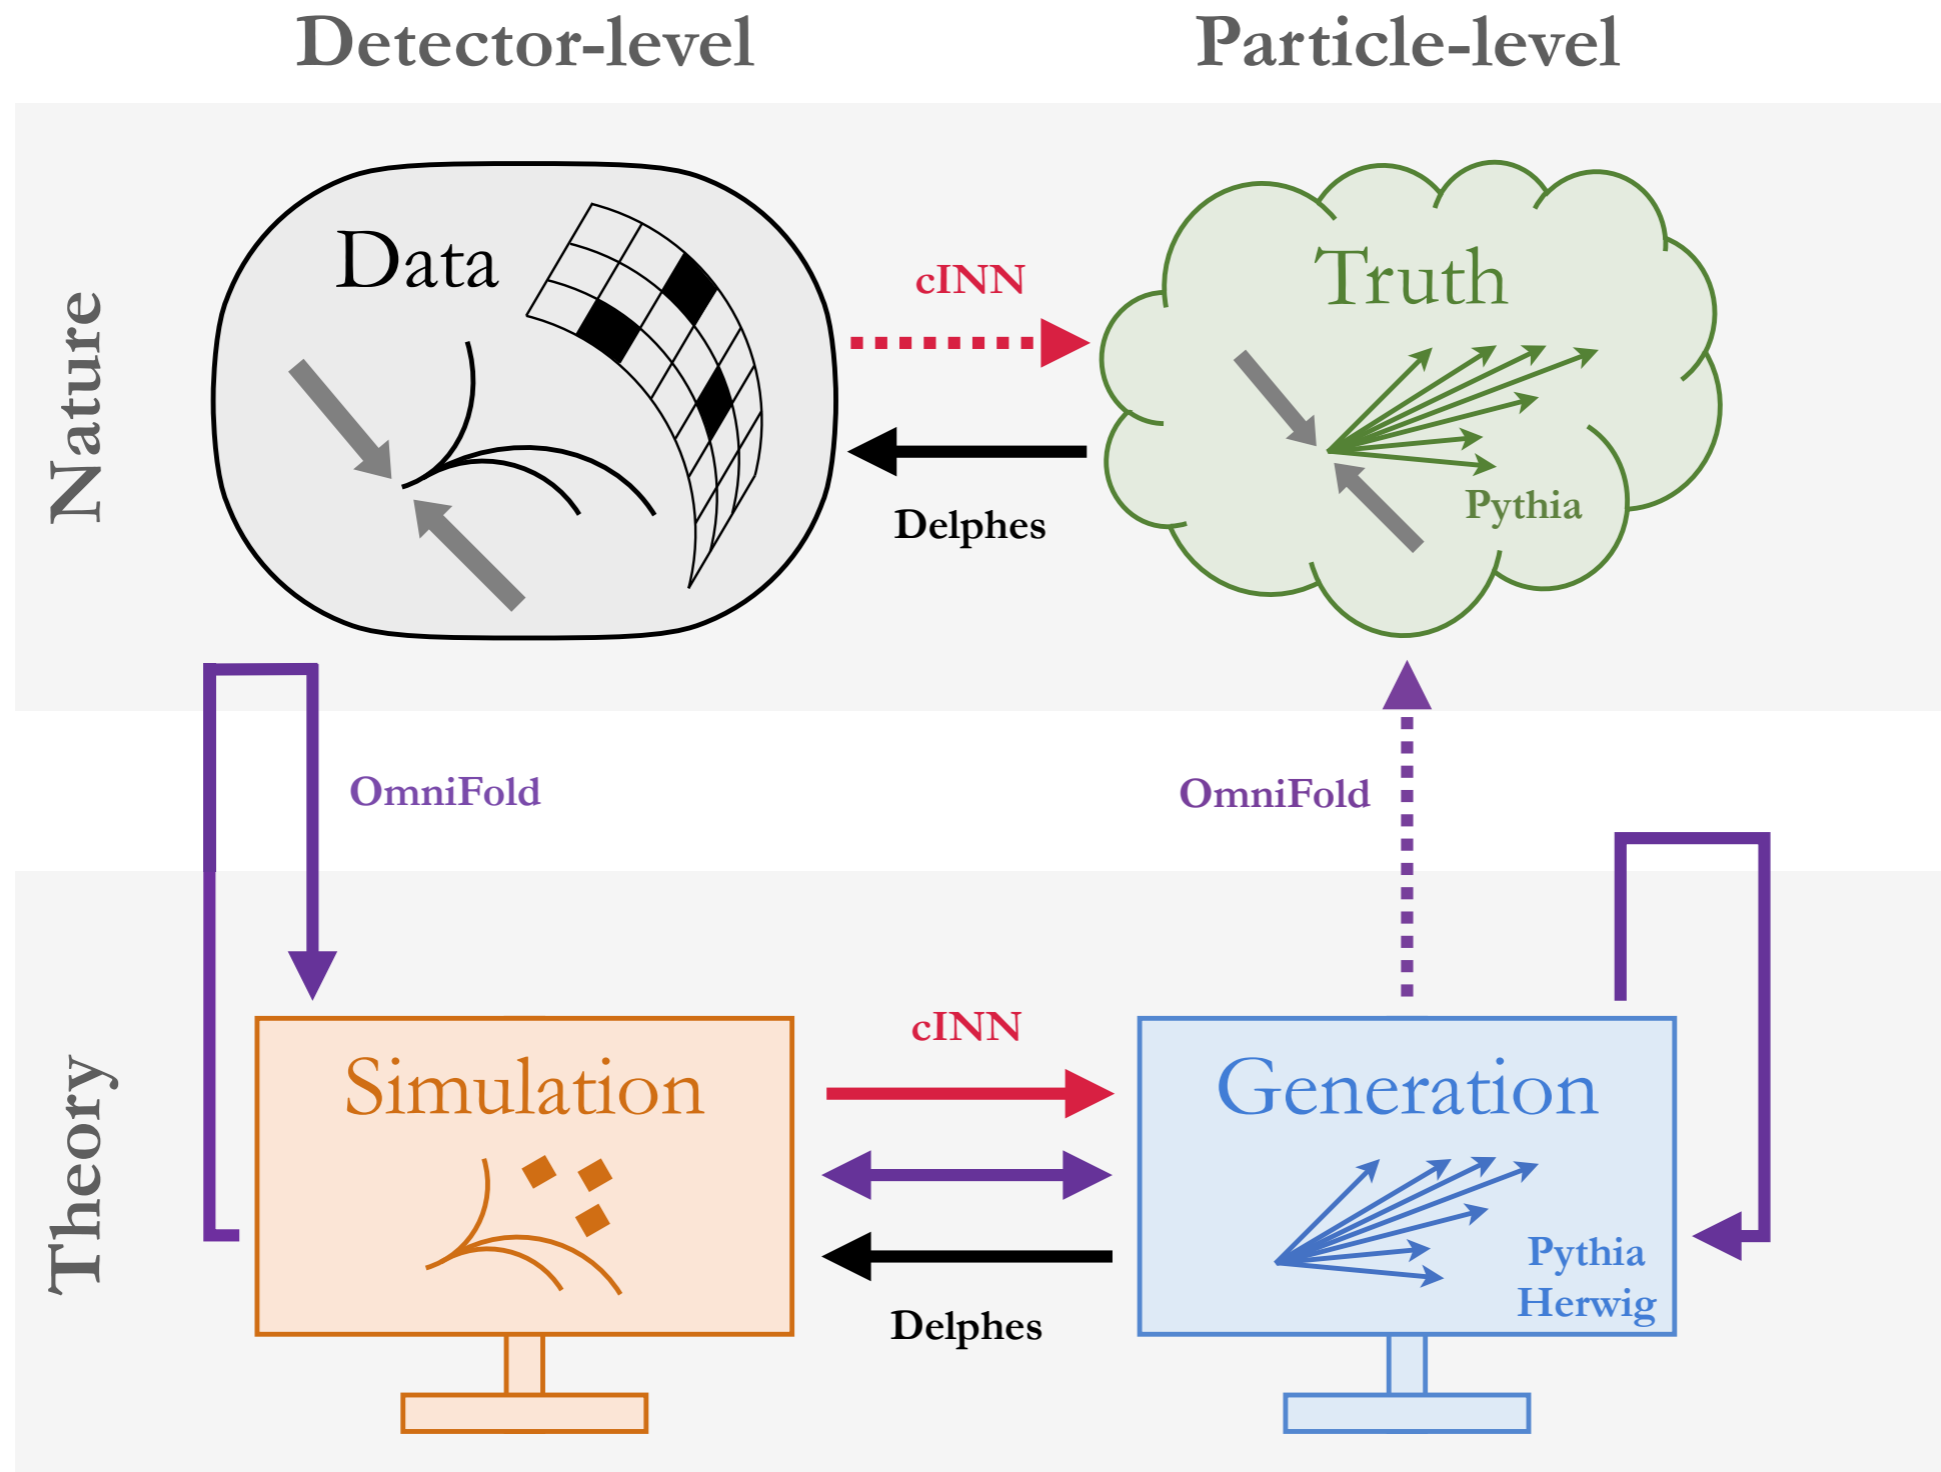 Detector-level
Particle-level
Nature
Data
cINN
Truth
Pythia
Delphes
OmniFold
OmniFold
Theory
Simulation
cINN
Generation
Pythia
Herwig
Delphes